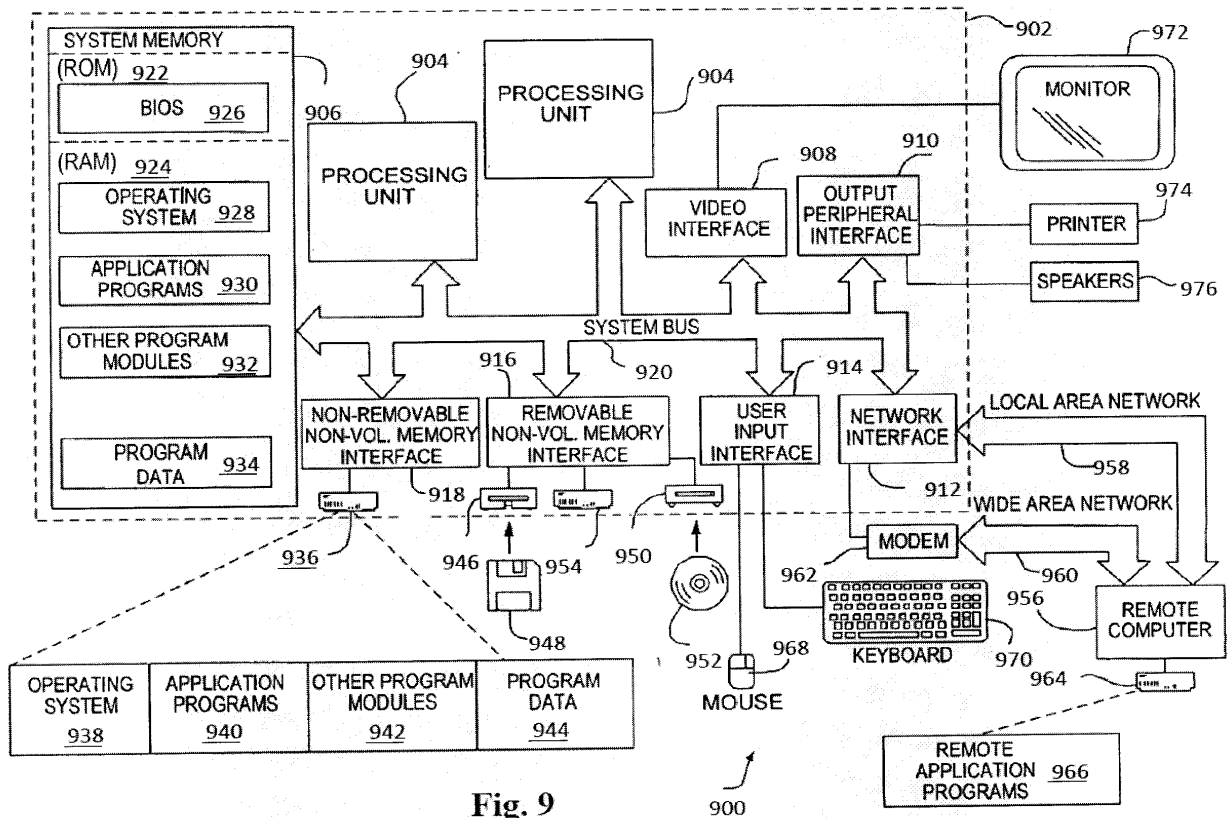 902
972
SYSTEM MEMORY
(ROM) 922
BIOS 926
906
904
PROCESSING
UNIT
904
PROCESSING
UNIT
MONITOR
(RAM) 924
OPERATING
SYSTEM 928
APPLICATION
PROGRAMS 930
OTHER PROGRAM
MODULES 932
PROGRAM
DATA 934
908
VIDEO
INTERFACE
910
OUTPUT
PERIPHERAL
INTERFACE
974
PRINTER
SPEAKERS
976
SYSTEM BUS
920
916
914
NON-REMOVABLE
NON-VOL. MEMORY
INTERFACE
918
REMOVABLE
NON-VOL. MEMORY
INTERFACE
USER
INPUT
INTERFACE
NETWORK
INTERFACE
912
LOCAL AREA NETWORK
958
WIDE AREA NETWORK
936
946
954
950
MODEM
962
960
948
952
968
MOUSE
KEYBOARD
970
956
REMOTE
COMPUTER
964
OPERATING
SYSTEM
938
APPLICATION
PROGRAMS
940
OTHER PROGRAM
MODULES
942
PROGRAM
DATA
944
REMOTE
APPLICATION
PROGRAMS 966
900
Fig. 9